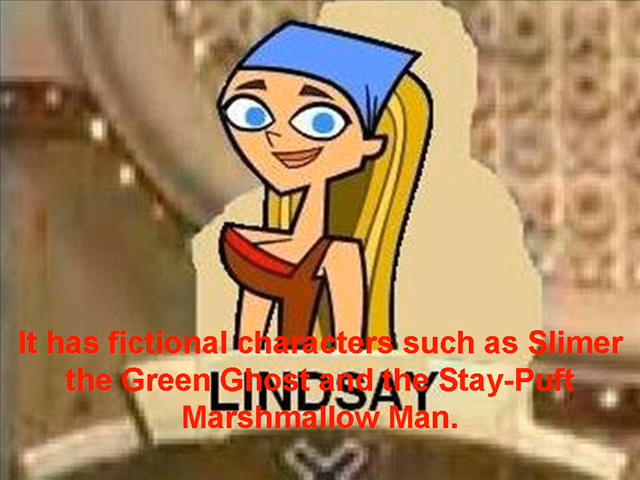 It has fictional characters such as Slimer
the Green Ghost and the Stay-Puft
LINDSAY
Marshmallow Man.